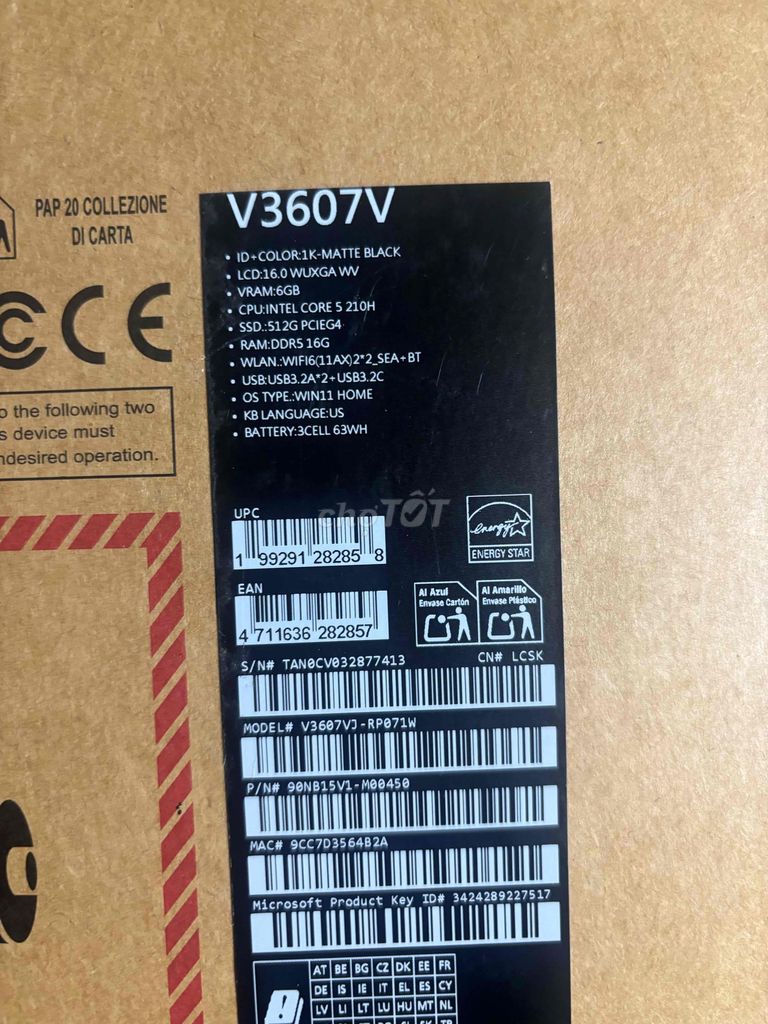 PAP 20 COLLEZIONE
DI CARTA
CE
o the following two
s device must
ndesired operation.
V3607V
• ID+COLOR:1K-MATTE BLACK
• LCD:16.0 WUXGA WV
• VRAM:6GB
• CPU:INTEL CORE 5 210H
• SSD.:512G PCIEG4
• RAM:DDR5 16G
• WLAN.:WIFI6(11AX)2*2_SEA+BT
• USB:USB3.2A*2+USB3.2C
• OS TYPE.:WIN11 HOME
• KB LANGUAGE:US
• BATTERY:3CELL 63WH
chợTỐT
UPC
1 99291 28285 8
energy
ENERGY STAR
EAN
4 711636 282857
Al Azul
Envase Cartón
Al Amarillo
Envase Plástico
S/N# TAN0CV032877413
CN# LCSK
MODEL# V3607VJ-RP071W
P/N# 90NB15V1-M00450
MAC# 9CC7D3564B2A
Microsoft Product Key ID# 3424289227517
AT BE BG CZ DK EE FR
DE IS IE IT EL ES CY
LV LI LT LU HU MT NL